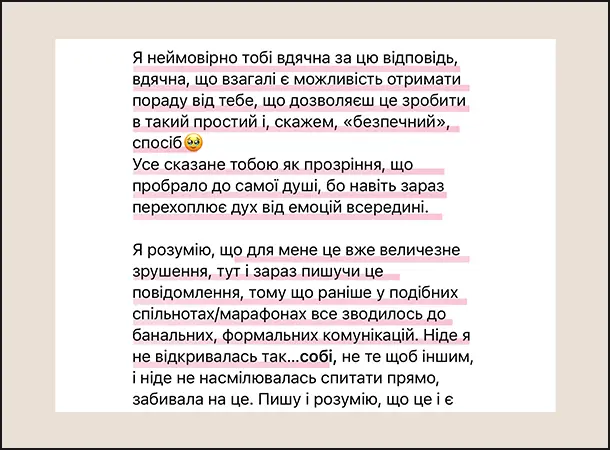 Я неймовірно тобі вдячна за цю відповідь,
вдячна, що взагалі є можливість отримати
пораду від тебе, що дозволяєш це зробити
в такий простий і, скажем, «безпечний»,
спосіб🥹
Усе сказане тобою як прозріння, що
пробрало до самої душі, бо навіть зараз
перехоплює дух від емоцій всередині.
Я розумію, що для мене це вже величезне
зрушення, тут і зараз пишучи це
повідомлення, тому що раніше у подібних
спільнотах/марафонах все зводилось до
банальних, формальних комунікацій. Ніде я
не відкривалась так...собі, не те щоб іншим,
і ніде не насмілювалась спитати прямо,
забивала на це. Пишу і розумію, що це і є